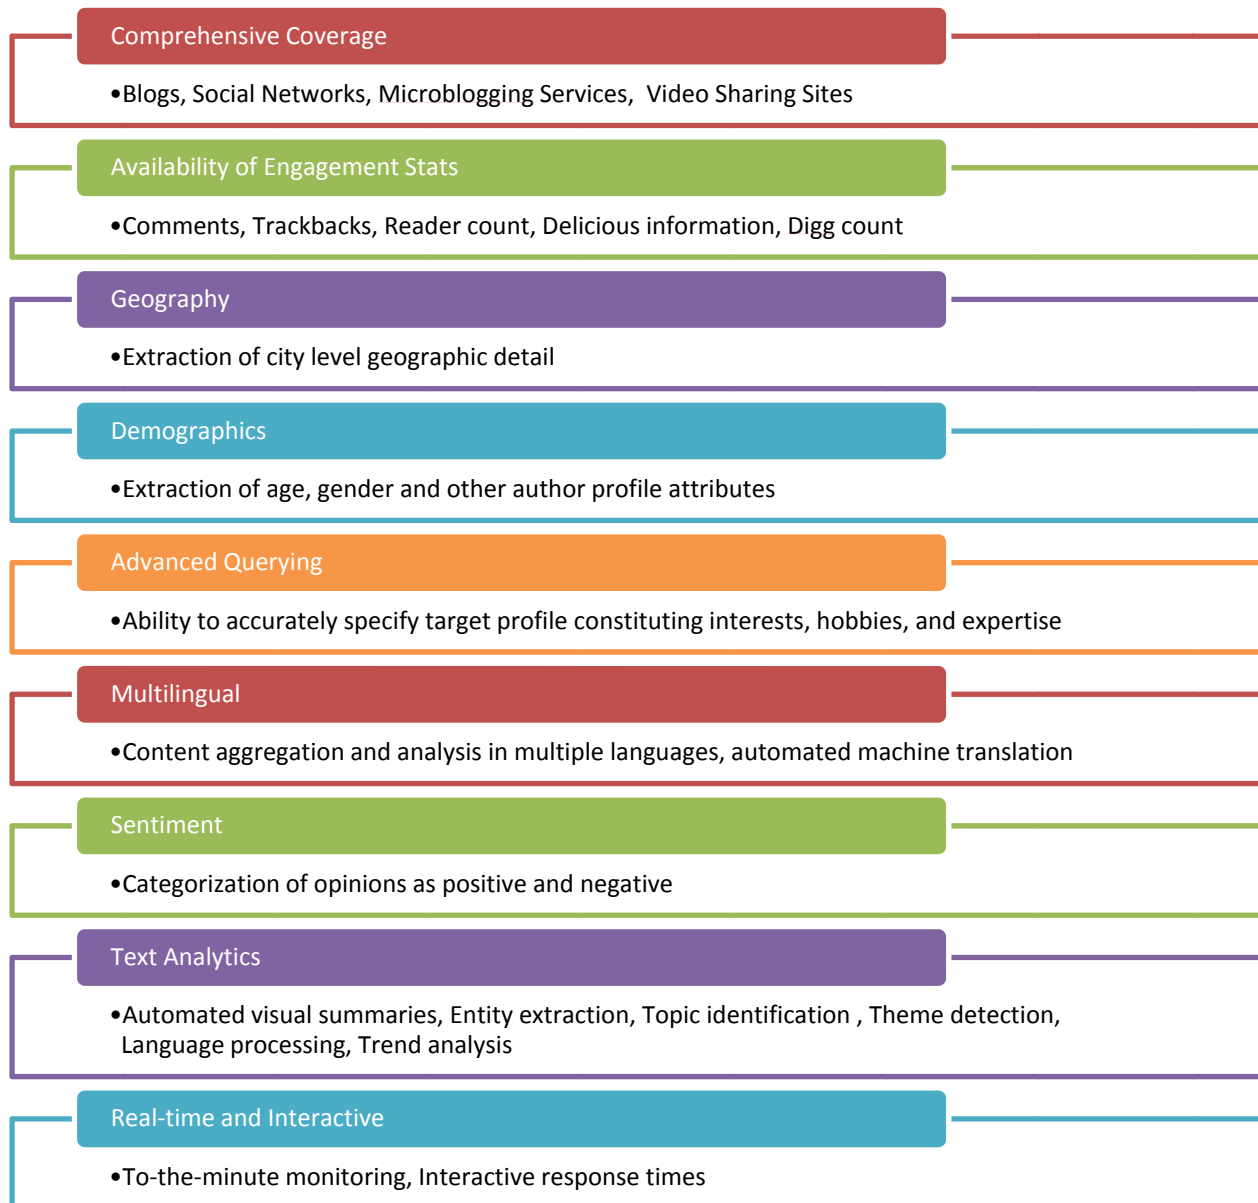 Comprehensive Coverage
•Blogs, Social Networks, Microblogging Services,  Video Sharing Sites
Availability of Engagement Stats
•Comments, Trackbacks, Reader count, Delicious information, Digg count
Geography
•Extraction of city level geographic detail
Demographics
•Extraction of age, gender and other author profile attributes
Advanced Querying
•Ability to accurately specify target profile constituting interests, hobbies, and expertise
Multilingual
•Content aggregation and analysis in multiple languages, automated machine translation
Sentiment
•Categorization of opinions as positive and negative
Text Analytics
•Automated visual summaries, Entity extraction, Topic identification , Theme detection,
Language processing, Trend analysis
Real-time and Interactive
•To-the-minute monitoring, Interactive response times